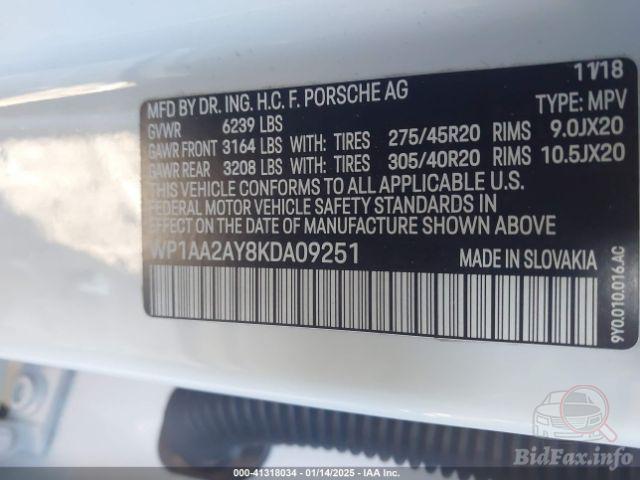 11/18
MFD BY DR. ING. H.C. F. PORSCHE AG
GVWR 6239 LBS TYPE: MPV
GAWR FRONT 3164 LBS WITH: TIRES 275/45R20 RIMS 9.0JX20
GAWR REAR 3208 LBS WITH: TIRES 305/40R20 RIMS 10.5JX20
THIS VEHICLE CONFORMS TO ALL APPLICABLE U.S.
FEDERAL MOTOR VEHICLE SAFETY STANDARDS IN
EFFECT ON THE DATE OF MANUFACTURE SHOWN ABOVE
WP1AA2AY8KDA09251 MADE IN SLOVAKIA
9Y0.010.016.AC
BidFax.info
000-41318034 - 01/14/2025 - IAA Inc.